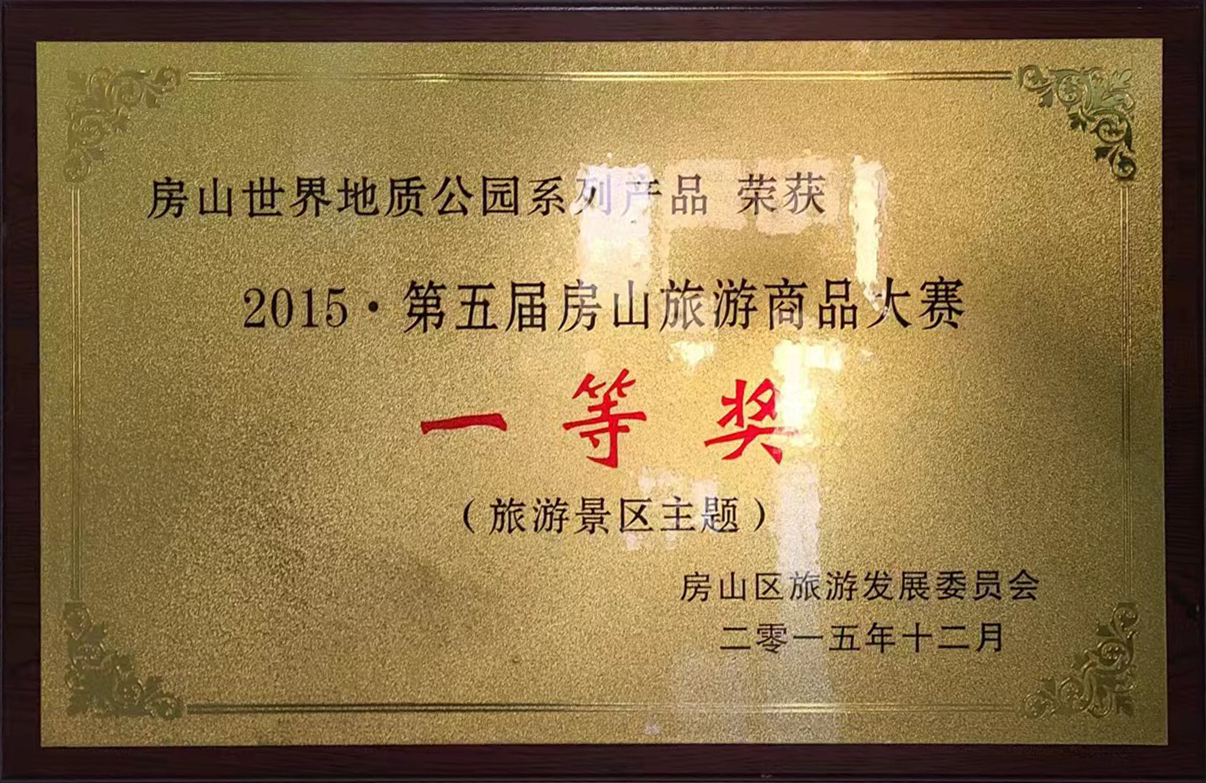 房山世界地质公园系列产品 荣获
2015·第五届房山旅游商品大赛
一等奖
（旅游景区主题）
房山区旅游发展委员会
二零一五年十二月